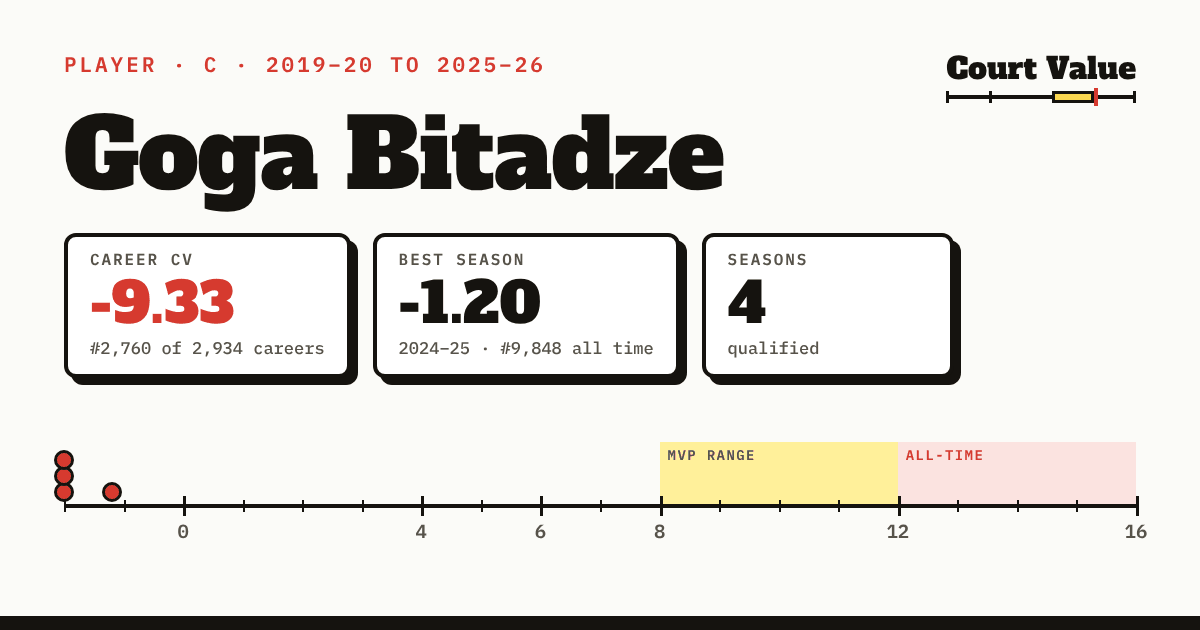 PLAYER · C · 2019–20 TO 2025–26
Court Value
Goga Bitadze
CAREER CV
-9.33
#2,760 of 2,934 careers
BEST SEASON
-1.20
2024–25 · #9,848 all time
SEASONS
4
qualified
MVP RANGE
ALL-TIME
0 4 6 8 12 16